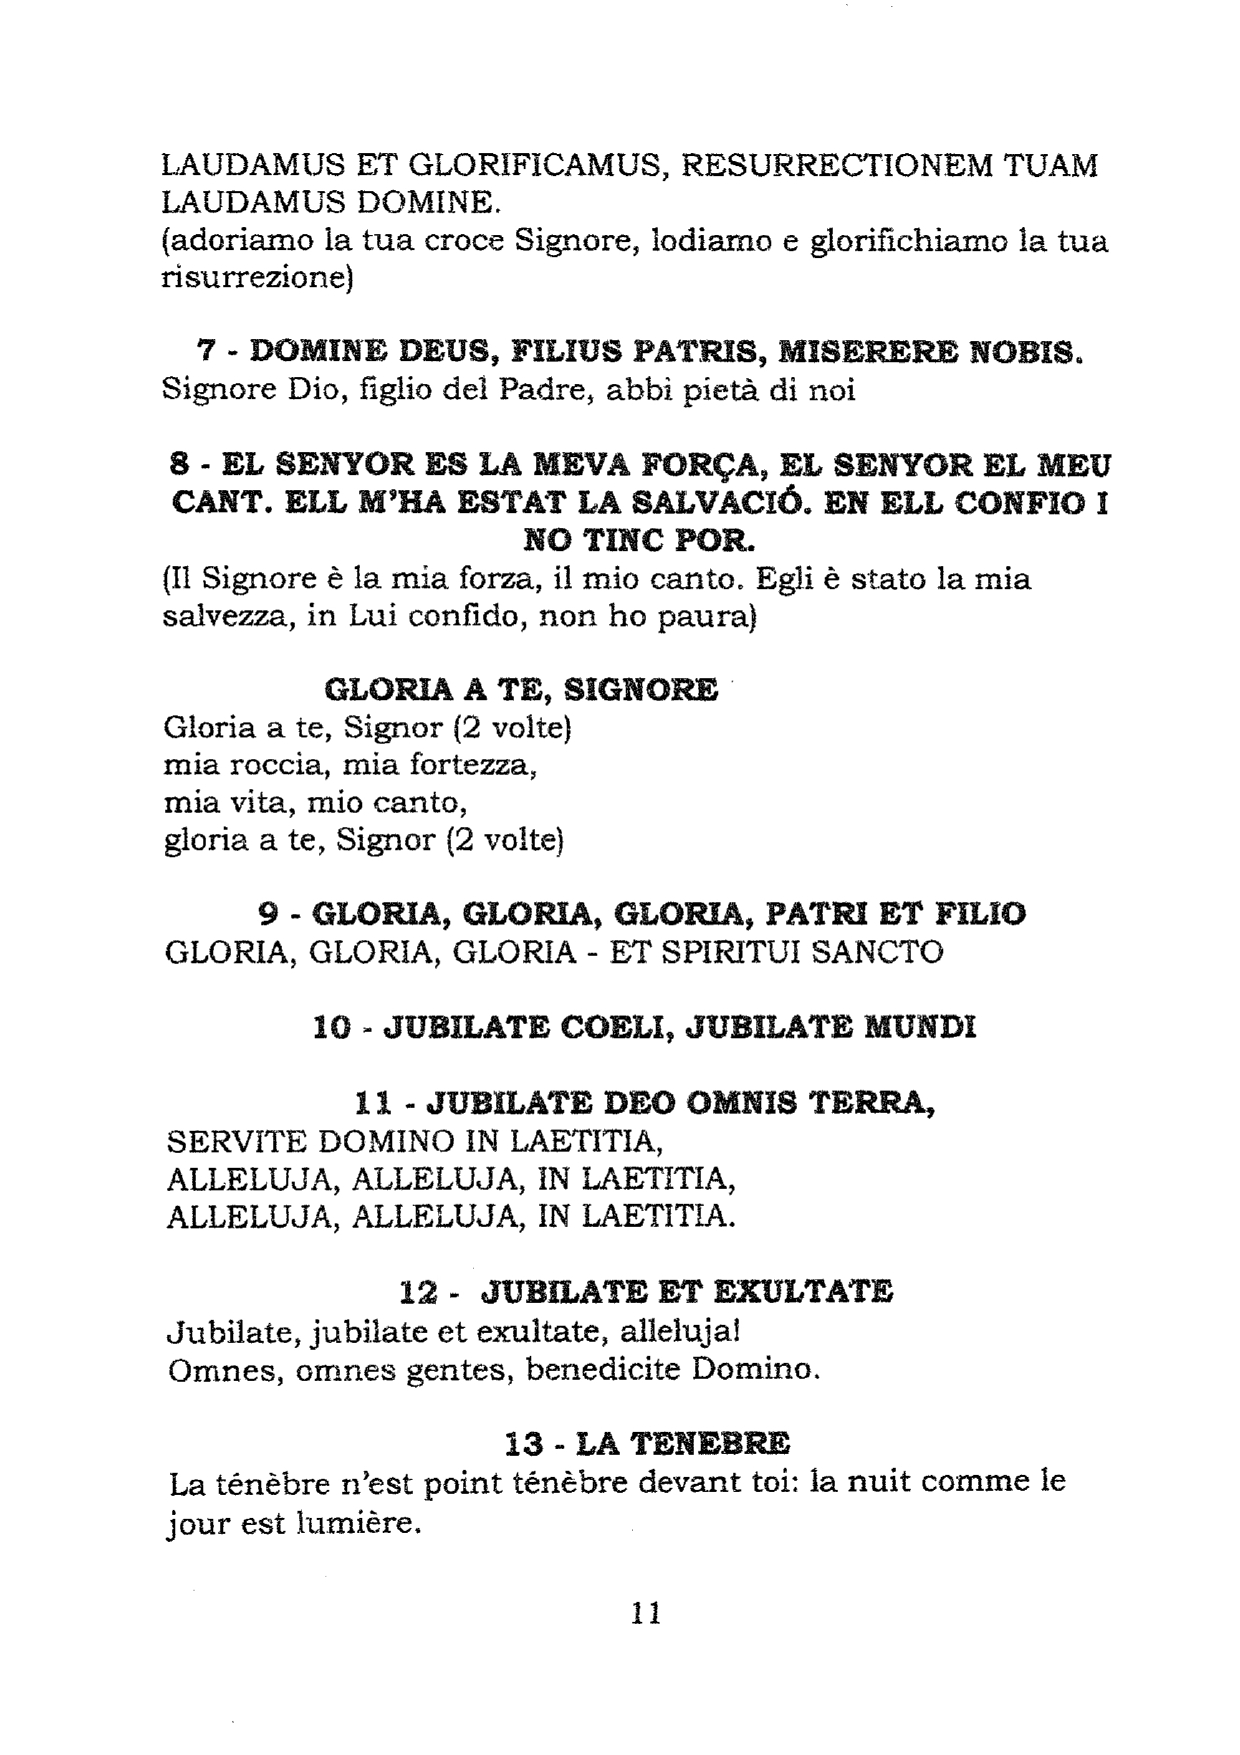 LAUDAMUS ET GLORIFICAMUS, RESURRECTIONEM TUAM
LAUDAMUS DOMINE.
(adoriamo la tua croce Signore, lodiamo e glorifichiamo la tua
risurrezione)
7 - DOMINE DEUS, FILIUS PATRIS, MISERERE NOBIS.
Signore Dio, figlio del Padre, abbi pietà di noi
8 - EL SENYOR ES LA MEVA FORÇA, EL SENYOR EL MEU
CANT. ELL M'HA ESTAT LA SALVACIÓ. EN ELL CONFIO I
NO TINC POR.
(Il Signore è la mia forza, il mio canto. Egli è stato la mia
salvezza, in Lui confido, non ho paura)
GLORIA A TE, SIGNORE
Gloria a te, Signor (2 volte)
mia roccia, mia fortezza,
mia vita, mio canto,
gloria a te, Signor (2 volte)
9 - GLORIA, GLORIA, GLORIA, PATRI ET FILIO
GLORIA, GLORIA, GLORIA - ET SPIRITUI SANCTO
10 - JUBILATE COELI, JUBILATE MUNDI
11 - JUBILATE DEO OMNIS TERRA,
SERVITE DOMINO IN LAETITIA,
ALLELUJA, ALLELUJA, IN LAETITIA,
ALLELUJA, ALLELUJA, IN LAETITIA.
12 - JUBILATE ET EXULTATE
Jubilate, jubilate et exultate, alleluja!
Omnes, omnes gentes, benedicite Domino.
13 - LA TENEBRE
La ténèbre n'est point ténèbre devant toi: la nuit comme le
jour est lumière.
11